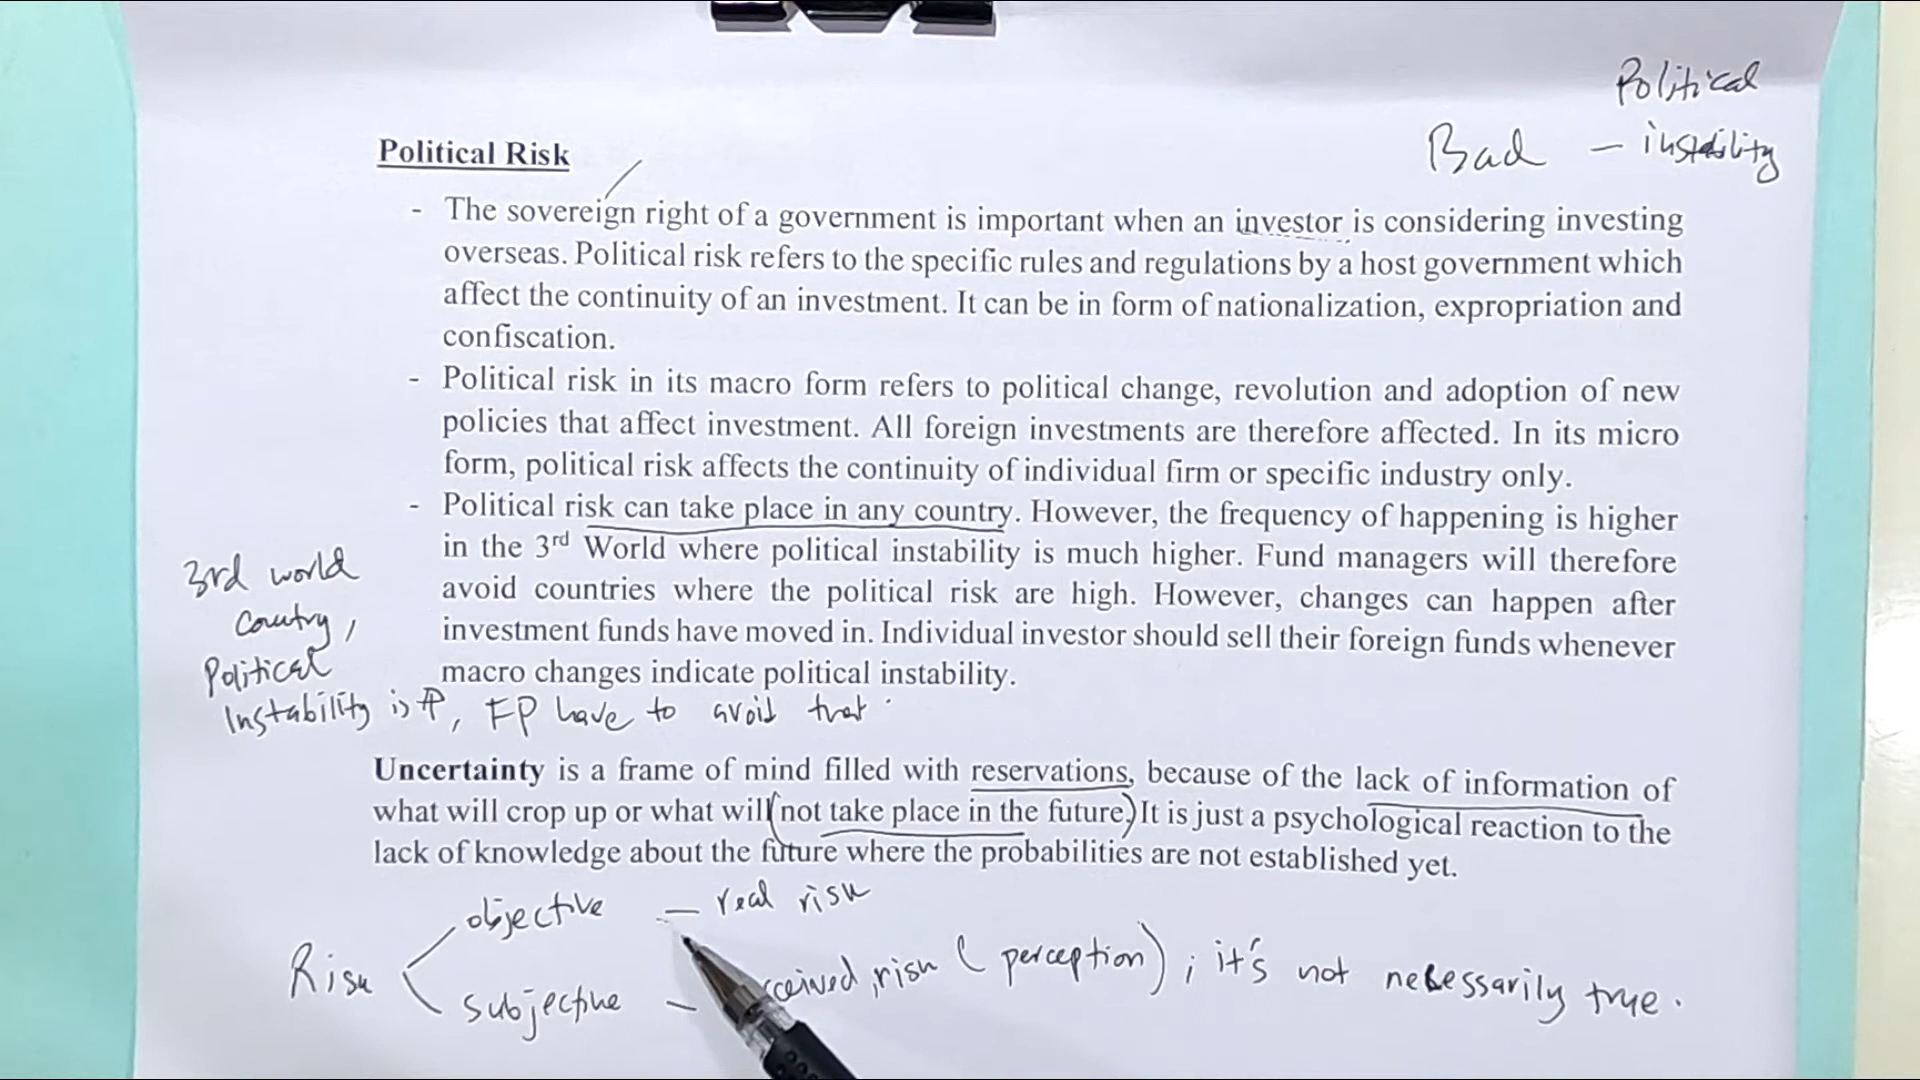 Political
Bad – instability
Political Risk
- The sovereign right of a government is important when an investor is considering investing
overseas. Political risk refers to the specific rules and regulations by a host government which
affect the continuity of an investment. It can be in form of nationalization, expropriation and
confiscation.
- Political risk in its macro form refers to political change, revolution and adoption of new
policies that affect investment. All foreign investments are therefore affected. In its micro
form, political risk affects the continuity of individual firm or specific industry only.
- Political risk can take place in any country. However, the frequency of happening is higher
in the 3rd World where political instability is much higher. Fund managers will therefore
avoid countries where the political risk are high. However, changes can happen after
investment funds have moved in. Individual investor should sell their foreign funds whenever
macro changes indicate political instability.
3rd world
Country,
Political
Instability is ↑, FP have to avoid that.
Uncertainty is a frame of mind filled with reservations, because of the lack of information of
what will crop up or what will (not take place in the future.) It is just a psychological reaction to the
lack of knowledge about the future where the probabilities are not established yet.
objective – real risk
Risk
subjective – ceived risk (perception); it's not necessarily true.